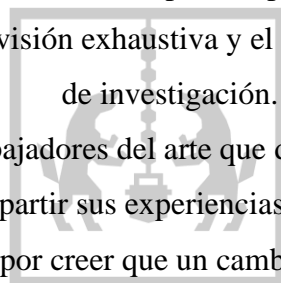 visión exhaustiva y el
de investigación.
bajadores del arte que
partir sus experiencias
por creer que un camb